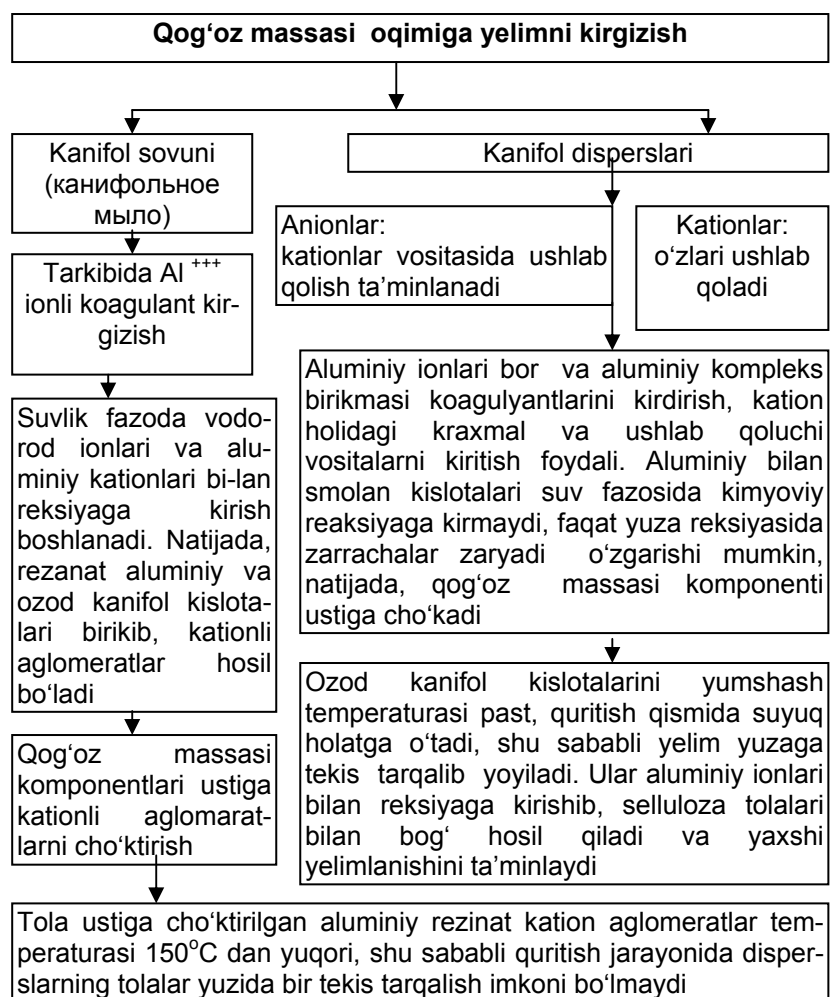 Qog‘oz massasi oqimiga yelimni kirgizish
Kanifol sovuni
(канифольное
мыло)
Kanifol disperslari
Anionlar:
kationlar vositasida ushlab
qolish ta’minlanadi
Kationlar:
o‘zlari ushlab
qoladi
Tarkibida Al +++
ionli koagulant kir-
gizish
Aluminiy ionlari bor va aluminiy kompleks
birikmasi koagulyantlarini kirdirish, kation
holidagi kraxmal va ushlab qoluchi
vositalarni kiritish foydali. Aluminiy bilan
smolan kislotalari suv fazosida kimyoviy
reaksiyaga kirmaydi, faqat yuza reksiyasida
zarrachalar zaryadi o‘zgarishi mumkin,
natijada, qog‘oz massasi komponenti
ustiga cho‘kadi
Suvlik fazoda vodo-
rod ionlari va alu-
miniy kationlari bi-lan
reksiyaga kirish
boshlanadi. Natijada,
rezanat aluminiy va
ozod kanifol kislota-
lari birikib, kationli
aglomeratlar hosil
bo‘ladi
Ozod kanifol kislotalarini yumshash
temperaturasi past, quritish qismida suyuq
holatga o‘tadi, shu sababli yelim yuzaga
tekis tarqalib yoyiladi. Ular aluminiy ionlari
bilan reksiyaga kirishib, selluloza tolalari
bilan bog‘ hosil qiladi va yaxshi
yelimlanishini ta’minlaydi
Qog‘oz massasi
komponentlari ustiga
kationli aglomarat-
larni cho‘ktirish
Tola ustiga cho‘ktirilgan aluminiy rezinat kation aglomeratlar tem-
peraturasi 150°C dan yuqori, shu sababli quritish jarayonida disper-
slarning tolalar yuzida bir tekis tarqalish imkoni bo‘lmaydi